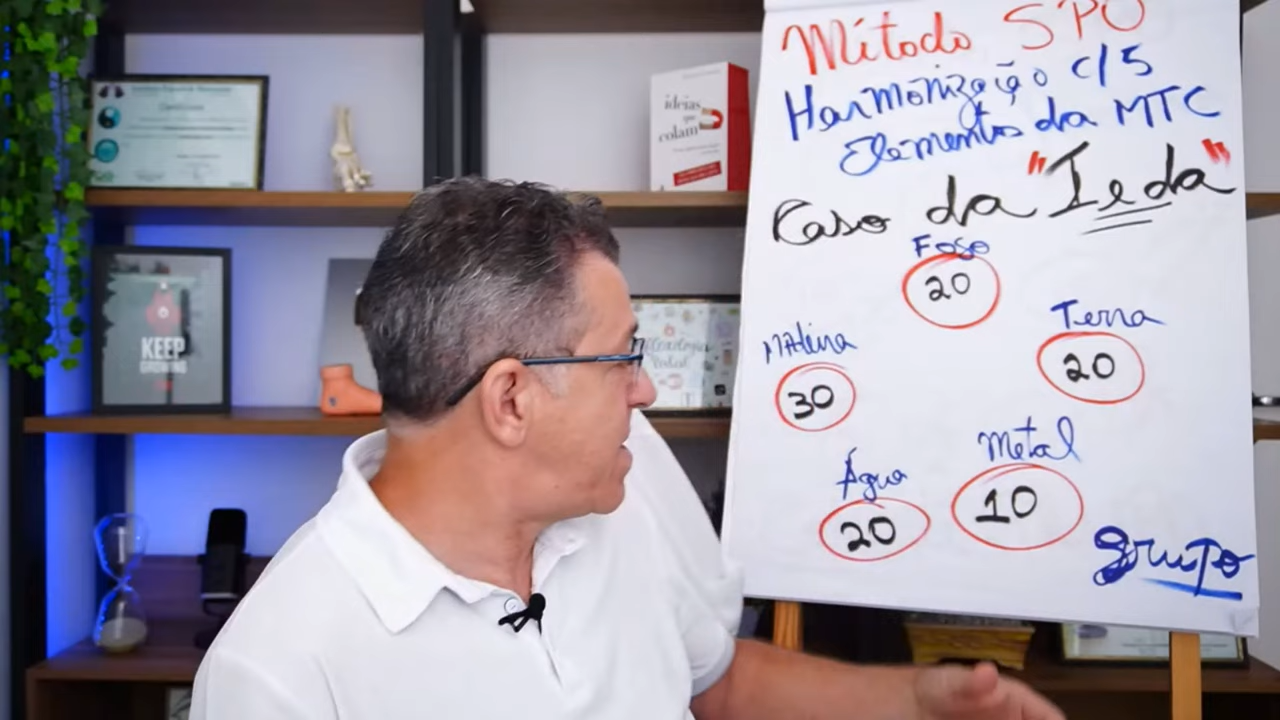 Método SPO
Harmonização c/5
Elementos da MTC
Caso da "Ieda"
Fogo
20
Madeira
30
Terra
20
Metal
10
Água
20
Grupo
ideias
que
colam
KEEP
GROWING